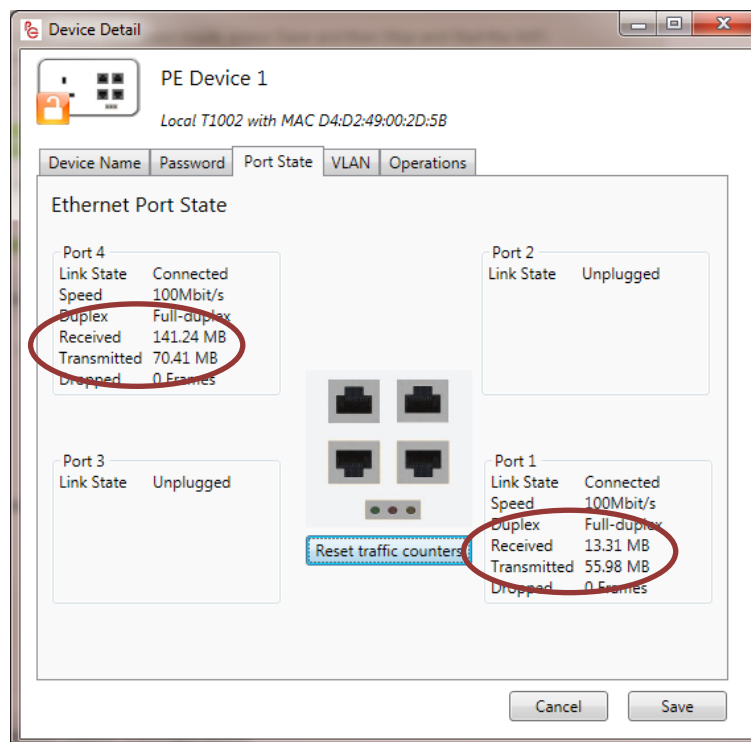 Device Detail
PE Device 1
Local T1002 with MAC D4:D2:49:00:2D:5B
Device Name Password Port State VLAN Operations
Ethernet Port State
Port 4
Link State Connected
Speed 100Mbit/s
Duplex Full-duplex
Received 141.24 MB
Transmitted 70.41 MB
Dropped 0 Frames
Port 2
Link State Unplugged
Port 3
Link State Unplugged
Port 1
Link State Connected
Speed 100Mbit/s
Duplex Full-duplex
Received 13.31 MB
Transmitted 55.98 MB
Dropped 0 Frames
Reset traffic counters
Cancel Save